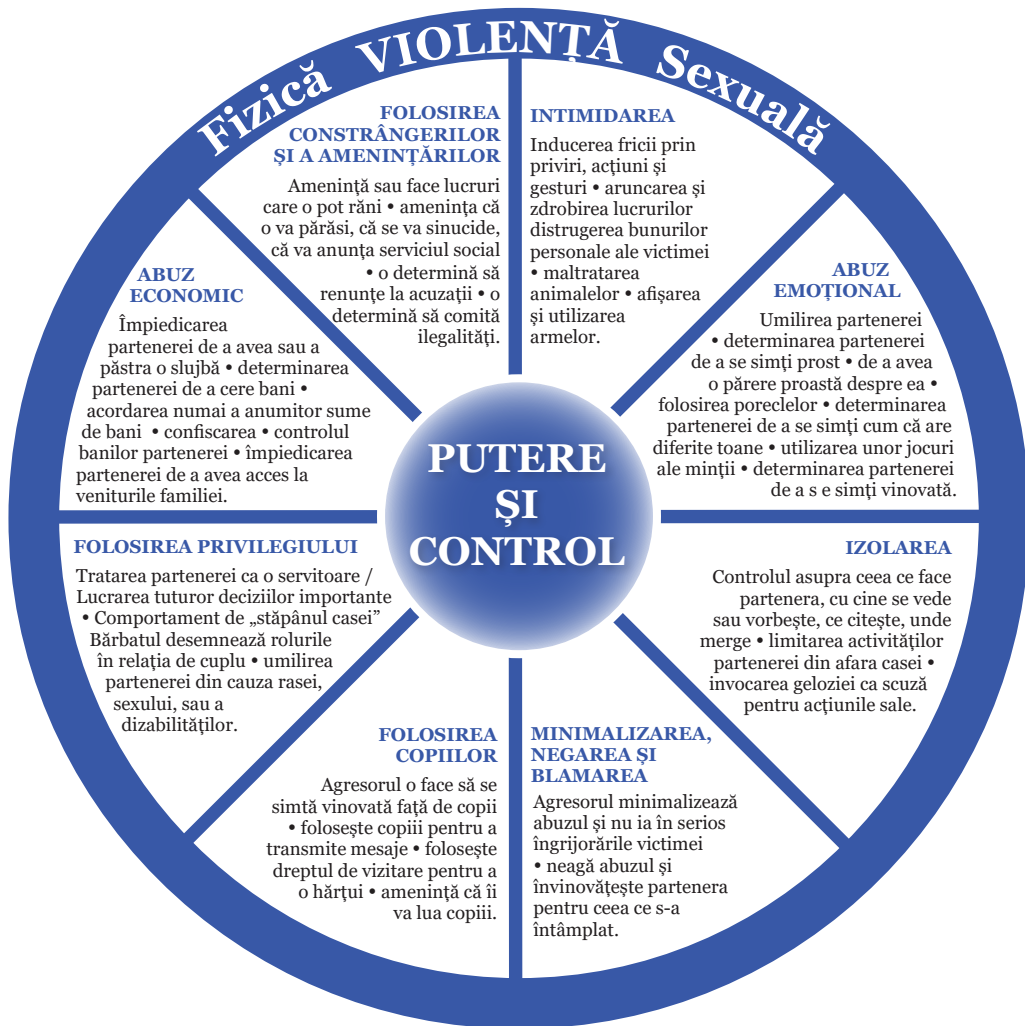 Fizică VIOLENȚĂ Sexuală
FOLOSIREA
CONSTRÂNGERILOR
ȘI A AMENINȚĂRILOR
Amenință sau face lucruri
care o pot răni • amenința că
o va părăsi, că se va sinucide,
că va anunța serviciul social
• o determină să
renunțe la acuzații • o
determină să comită
ilegalități.
INTIMIDAREA
Inducerea fricii prin
priviri, acțiuni și
gesturi • aruncarea și
zdrobirea lucrurilor
distrugerea bunurilor
personale ale victimei
• maltratarea
animalelor • afișarea
și utilizarea
armelor.
ABUZ
EMOȚIONAL
Umilirea partenerei
• determinarea partenerei
de a se simți prost • de a avea
o părere proastă despre ea •
folosirea poreclelor • determinarea
partenerei de a se simți cum că are
diferite toane • utilizarea unor jocuri
ale minții • determinarea partenerei
de a s e simți vinovată.
IZOLAREA
Controlul asupra ceea ce face
partenera, cu cine se vede
sau vorbește, ce citește, unde
merge • limitarea activităților
partenerei din afara casei •
invocarea geloziei ca scuză
pentru acțiunile sale.
MINIMALIZAREA,
NEGAREA ȘI
BLAMAREA
Agresorul minimalizează
abuzul și nu ia în serios
îngrijorările victimei
• neagă abuzul și
învinovățește partenera
pentru ceea ce s-a
întâmplat.
FOLOSIREA
COPIILOR
Agresorul o face să se
simtă vinovată față de copii
• folosește copiii pentru a
transmite mesaje • folosește
dreptul de vizitare pentru a
o hărțui • amenință că îi
va lua copiii.
FOLOSIREA PRIVILEGIULUI
Tratarea partenerei ca o servitoare /
Lucrarea tuturor deciziilor importante
• Comportament de „stăpânul casei”
Bărbatul desemnează rolurile
în relația de cuplu • umilirea
partenerei din cauza rasei,
sexului, sau a
dizabilităților.
ABUZ
ECONOMIC
Împiedicarea
partenerei de a avea sau a
păstra o slujbă • determinarea
partenerei de a cere bani •
acordarea numai a anumitor sume
de bani • confiscarea • controlul
banilor partenerei • împiedicarea
partenerei de a avea acces la
veniturile familiei.
PUTERE
ȘI
CONTROL